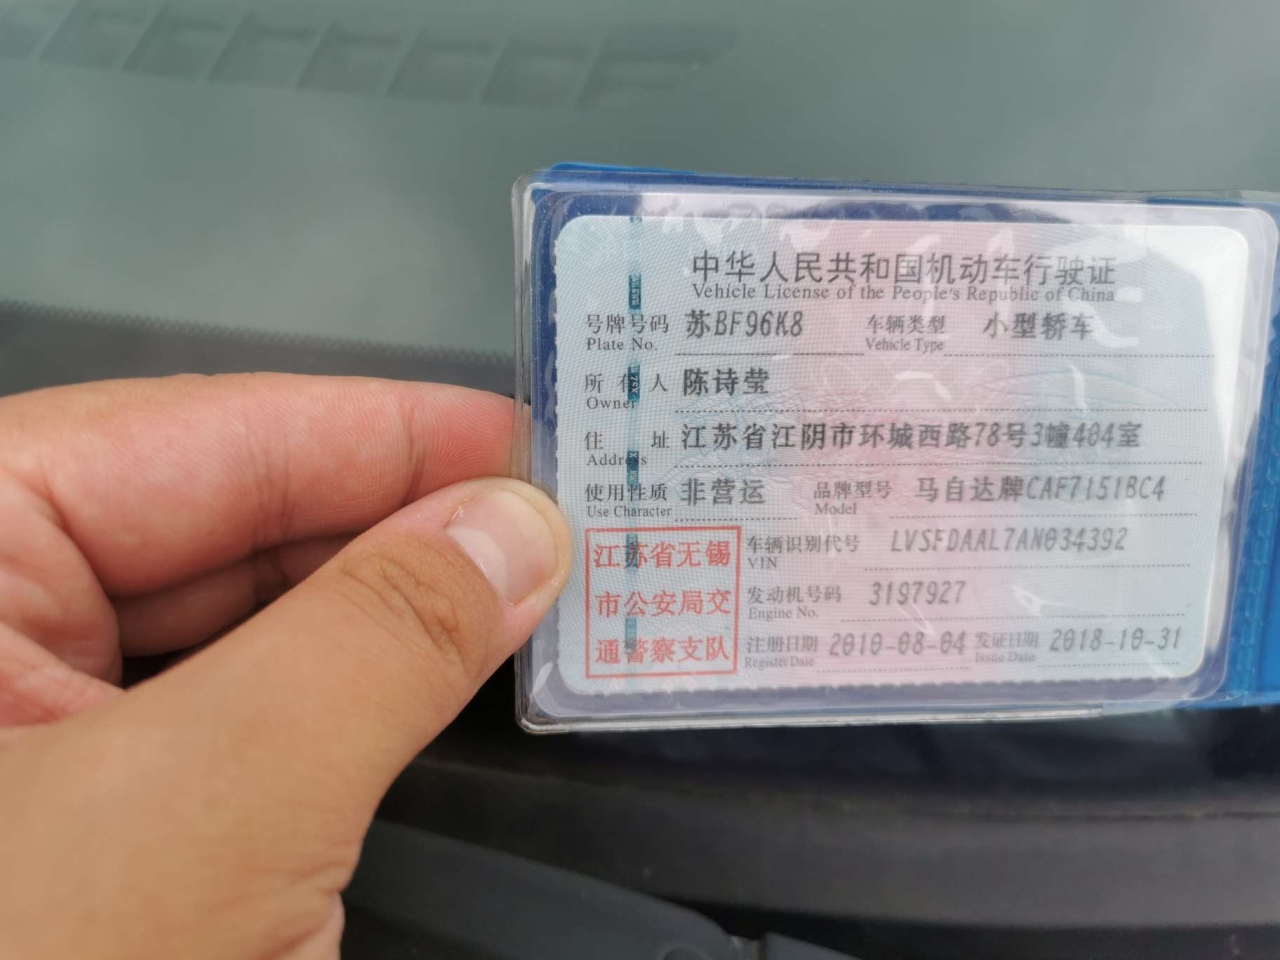 中华人民共和国机动车行驶证
Vehicle License of the People's Republic of China
号牌号码 苏BF96K8 车辆类型 小型轿车
Plate No. Vehicle Type
所有人 陈诗莹
Owner
住址 江苏省江阴市环城西路78号3幢404室
Address
使用性质 非营运 品牌型号 马自达牌CAF7151BC4
Use Character Model
江苏省无锡
市公安局交
通警察支队
车辆识别代号 LVSFDAAL7AN034392
VIN
发动机号码 3197927
Engine No.
注册日期 2010-08-04 发证日期 2018-10-31
Register Date Issue Date